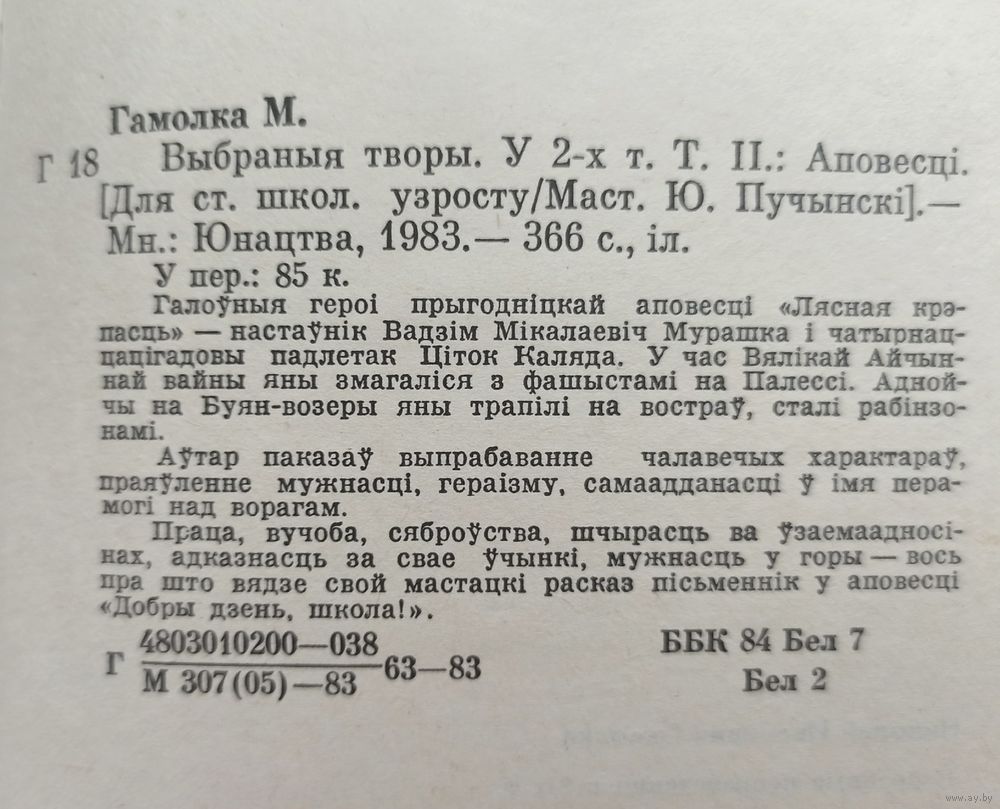 Гамолка М.
Г 18 Выбраныя творы. У 2-х т. Т. II.: Аповесці.
[Для ст. школ. узросту/Маст. Ю. Пучынскі].—
Мн.: Юнацтва, 1983.— 366 с., іл.
У пер.: 85 к.
Галоўныя героі прыгодніцкай аповесці «Лясная крэ-
пасць» — настаўнік Вадзім Мікалаевіч Мурашка і чатырнац-
цацігадовы падлетак Ціток Каляда. У час Вялікай Айчын-
най вайны яны змагаліся з фашыстамі на Палессі. Адной-
чы на Буян-возеры яны трапілі на востраў, сталі рабінзо-
намі.
Аўтар паказаў выпрабаванне чалавечых характараў,
праяўленне мужнасці, гераізму, самаадданасці ў імя пера-
могі над ворагам.
Праца, вучоба, сяброўства, шчырасць ва ўзаемаадносі-
нах, адказнасць за свае ўчынкі, мужнасць у горы — вось
пра што вядзе свой мастацкі расказ пісьменнік у аповесці
«Добры дзень, школа!».
Г 4803010200—038
М 307(05)—83
63—83
ББК 84 Бел 7
Бел 2
www.ay.by